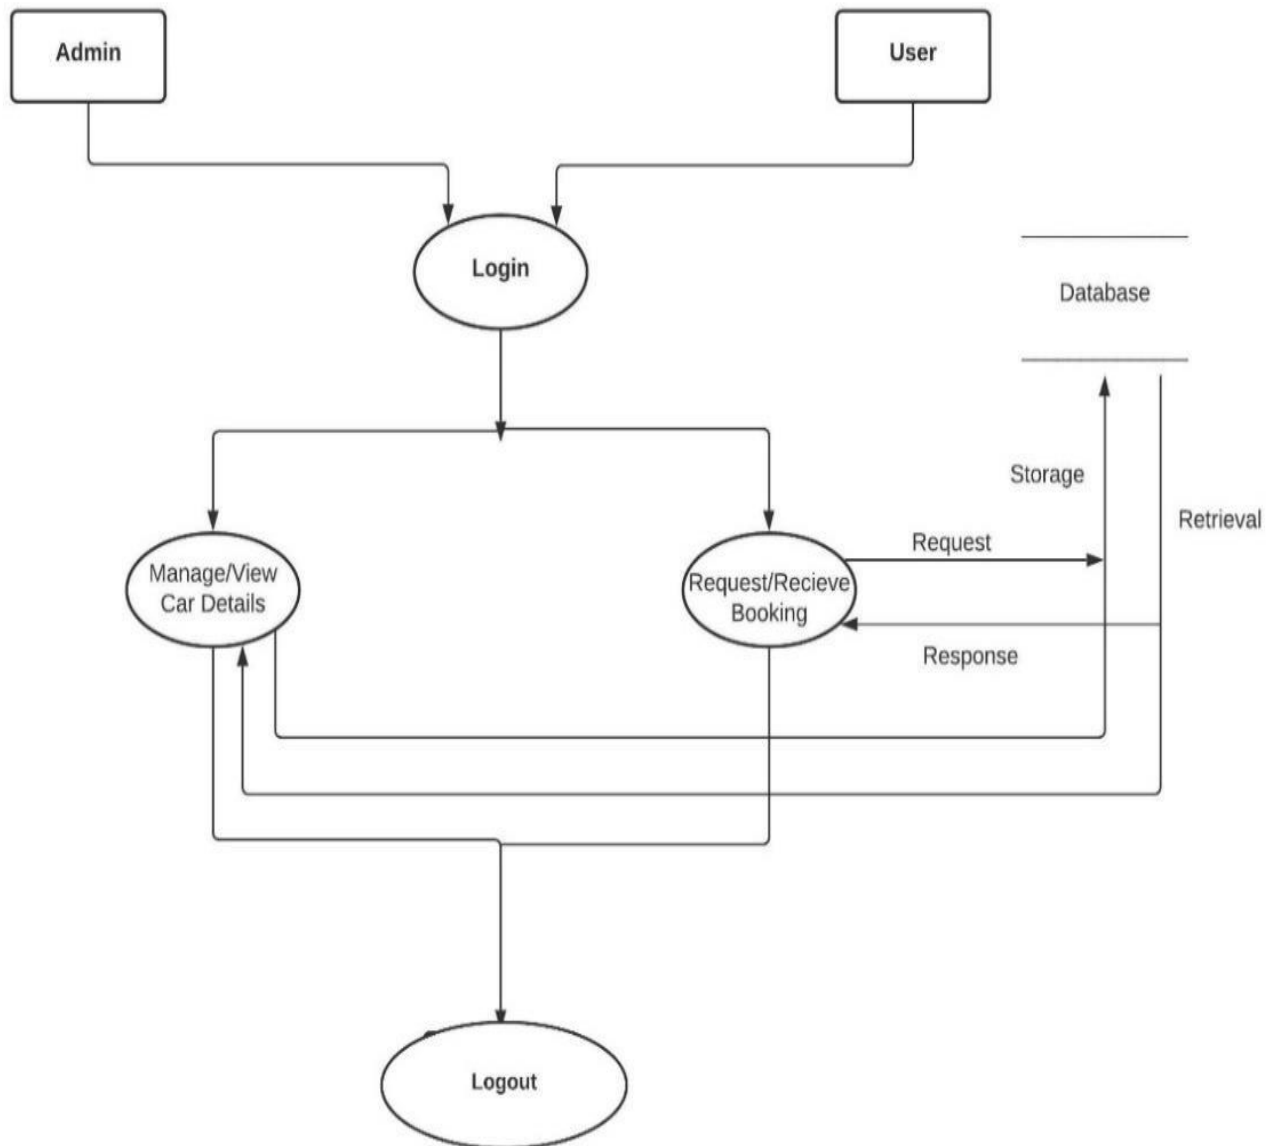 Admin
User
Login
Database
Storage
Retrieval
Request
Manage/View
Car Details
Request/Recieve
Booking
Response
Logout